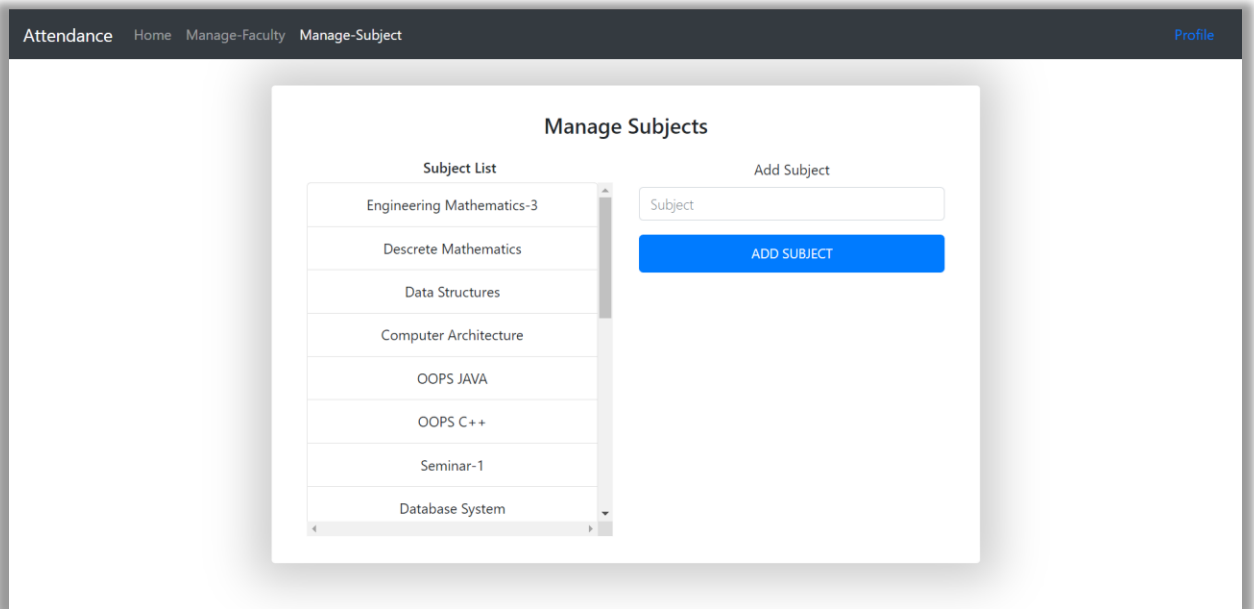 Attendance Home Manage-Faculty Manage-Subject Profile
Manage Subjects
Subject List
Engineering Mathematics-3
Descrete Mathematics
Data Structures
Computer Architecture
OOPS JAVA
OOPS C++
Seminar-1
Database System
Add Subject
Subject
ADD SUBJECT